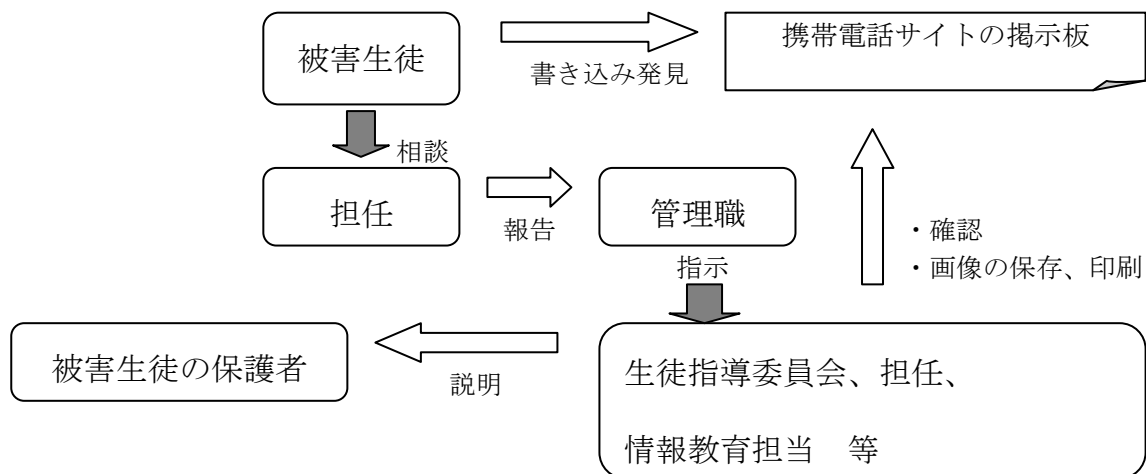 被害生徒
書き込み発見
携帯電話サイトの掲示板
相談
担任
報告
管理職
・確認
・画像の保存、印刷
指示
被害生徒の保護者
説明
生徒指導委員会、担任、
情報教育担当　等